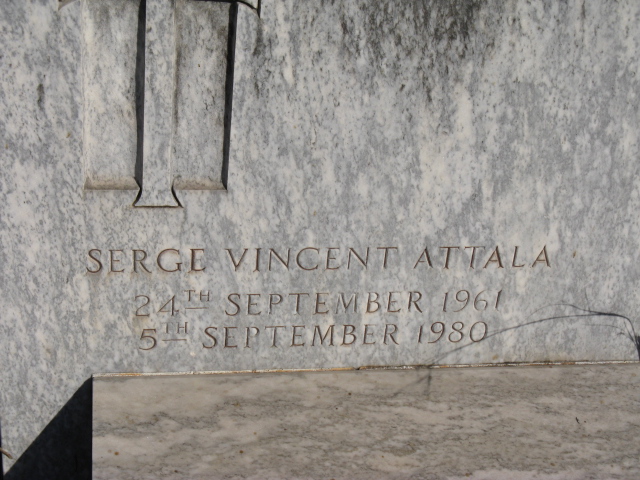 SERGE VINCENT ATTALA
24TH SEPTEMBER 1961
5TH SEPTEMBER 1980